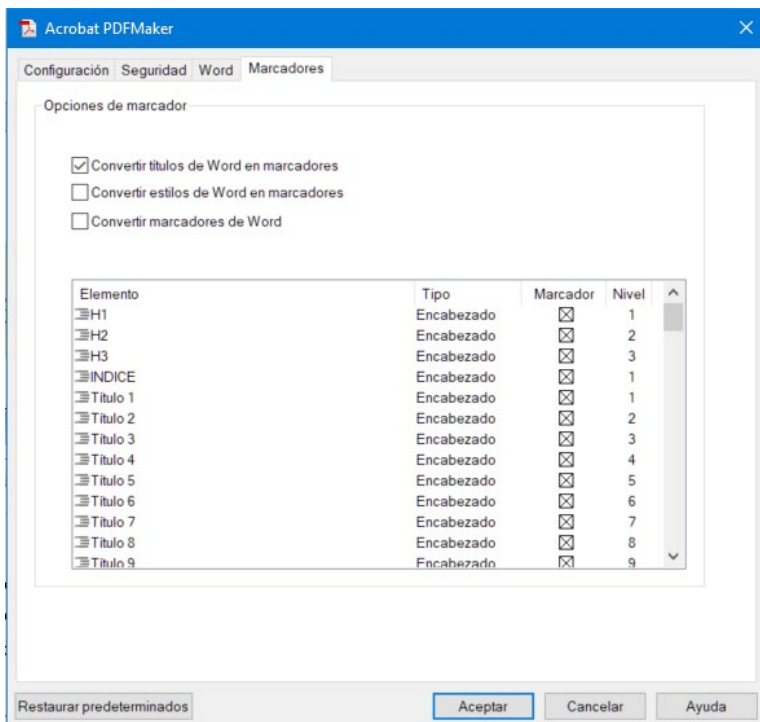 Acrobat PDFMaker
Configuración Seguridad Word Marcadores
Opciones de marcador
Convertir títulos de Word en marcadores
Convertir estilos de Word en marcadores
Convertir marcadores de Word
Elemento Tipo Marcador Nivel
H1 Encabezado 1
H2 Encabezado 2
H3 Encabezado 3
INDICE Encabezado 1
Título 1 Encabezado 1
Título 2 Encabezado 2
Título 3 Encabezado 3
Título 4 Encabezado 4
Título 5 Encabezado 5
Título 6 Encabezado 6
Título 7 Encabezado 7
Título 8 Encabezado 8
Título 9 Encabezado 9
Restaurar predeterminados Aceptar Cancelar Ayuda